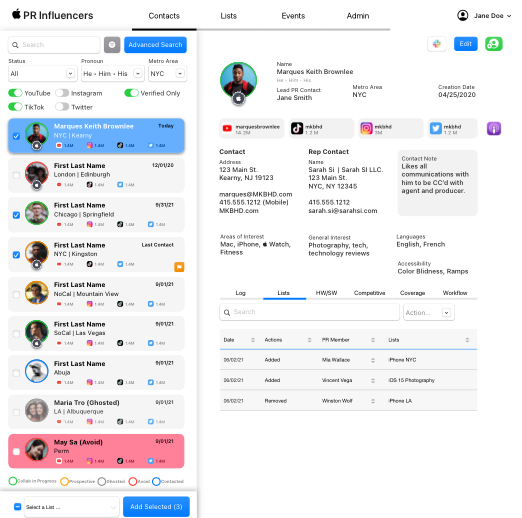 PR Influencers
Contacts
Lists
Events
Admin
Jane Doe
Search
Advanced Search
Status
Pronoun
Metro Area
All
He • Him • His
NYC
YouTube
Instagram
Verified Only
TikTok
Twitter
Marques Keith Brownlee
Today
NYC | Kearny
1.4M 1.4M 1.4M 1.4M
First Last Name
12/01/20
London | Edinburgh
1.4M 1.4M 1.4M
First Last Name
9/31/21
Chicago | Springfield
1.4M 1.4M 1.4M 1.4M
First Last Name
Last Contact
NYC | Kingston
1.4M 1.4M 1.4M 1.4M
First Last Name
9/01/21
NoCal | Mountain View
1.4M 1.4M 1.4M 1.4M
First Last Name
9/01/21
SoCal | Las Vegas
1.4M 1.4M 1.4M 1.4M
First Last Name
9/01/21
Abuja
1.4M 1.4M 1.4M 1.4M
Maria Tro (Ghosted)
9/01/21
LA | Albuquerque
1.4M 1.4M 1.4M 1.4M
May Sa (Avoid)
9/01/21
Perm
1.4M 1.4M 1.4M 1.4M
Collab in Progress
Prospective
Ghosted
Avoid
Contacted
Select a List ...
Add Selected (3)
Edit
Name
Marques Keith Brownlee
He • Him • His
Lead PR Contact
Jane Smith
Metro Area
NYC
Creation Date
04/25/2020
marquesbrownlee
14.2M
mkbhd
1.2 M
mkbhd
3M
mkbhd
1.2 M
Contact
Address
123 Main St.
Kearny, NJ 19123
marques@MKBHD.com
415.555.1212 (Mobile)
MKBHD.com
Rep Contact
Name
Sarah Si | Sarah Si LLC.
123 Main St.
NYC, NY 12345
415.555.1212
sarah.si@sarahsi.com
Contact Note
Likes all
communications with
him to be CC'd with
agent and producer.
Areas of Interest
Mac, iPhone, Watch,
Fitness
General Interest
Photography, tech,
technology reviews
Languages
English, French
Accessibility
Color Blidness, Ramps
Log
Lists
HW/SW
Competitive
Coverage
Workflow
Search
Action...
Date
Actions
PR Member
Lists
06/02/21
Added
Mia Wallace
iPhone NYC
06/02/21
Added
Vincent Vega
iOS 15 Photography
06/02/21
Removed
Winston Wolf
iPhone LA